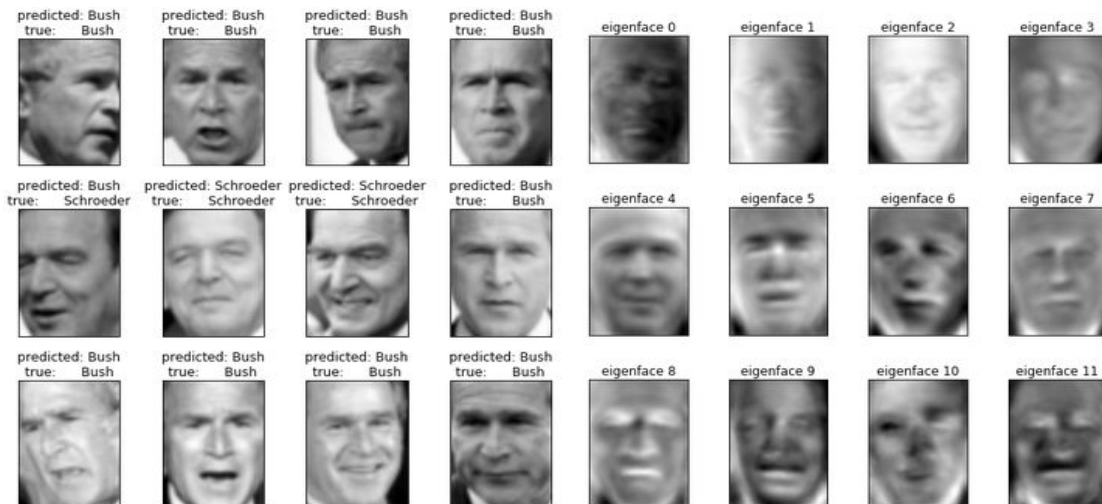 predicted: Bush
true: Bush
predicted: Bush
true: Bush
predicted: Bush
true: Bush
predicted: Bush
true: Bush
eigenface 0
eigenface 1
eigenface 2
eigenface 3
predicted: Bush
true: Schroeder
predicted: Schroeder
true: Schroeder
predicted: Schroeder
true: Schroeder
predicted: Bush
true: Bush
eigenface 4
eigenface 5
eigenface 6
eigenface 7
predicted: Bush
true: Bush
predicted: Bush
true: Bush
predicted: Bush
true: Bush
predicted: Bush
true: Bush
eigenface 8
eigenface 9
eigenface 10
eigenface 11